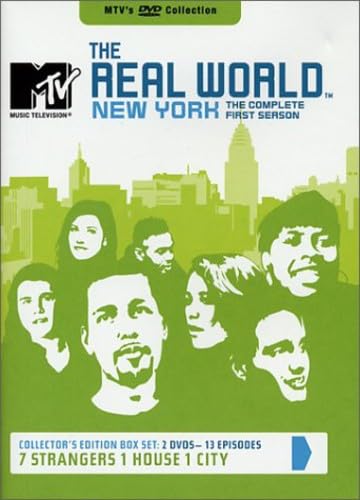 MTV's DVD Collection
MTV
MUSIC TELEVISION®
THE
REAL WORLD™
NEW YORK THE COMPLETE
FIRST SEASON
COLLECTOR'S EDITION BOX SET: 2 DVDS– 13 EPISODES
7 STRANGERS 1 HOUSE 1 CITY